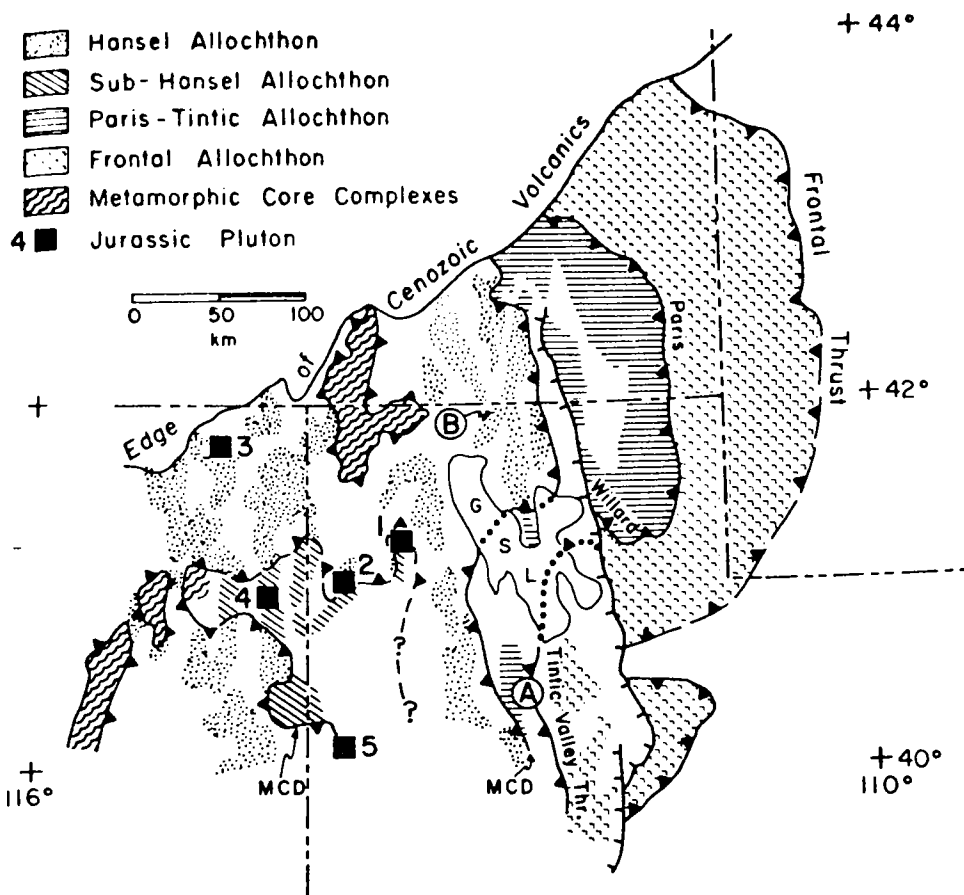 Hansel Allochthon
Sub-Hansel Allochthon
Paris-Tintic Allochthon
Frontal Allochthon
Metamorphic Core Complexes
4 Jurassic Pluton
0 50 100
km
+44°
Edge of Cenozoic Volcanics
Frontal Thrust
Paris
+
+42°
B
3
Willard
G
S
L
1
2
4
?
?
A
Tintic Valley Thr.
5
MCD
MCD
+
116°
+40°
110°